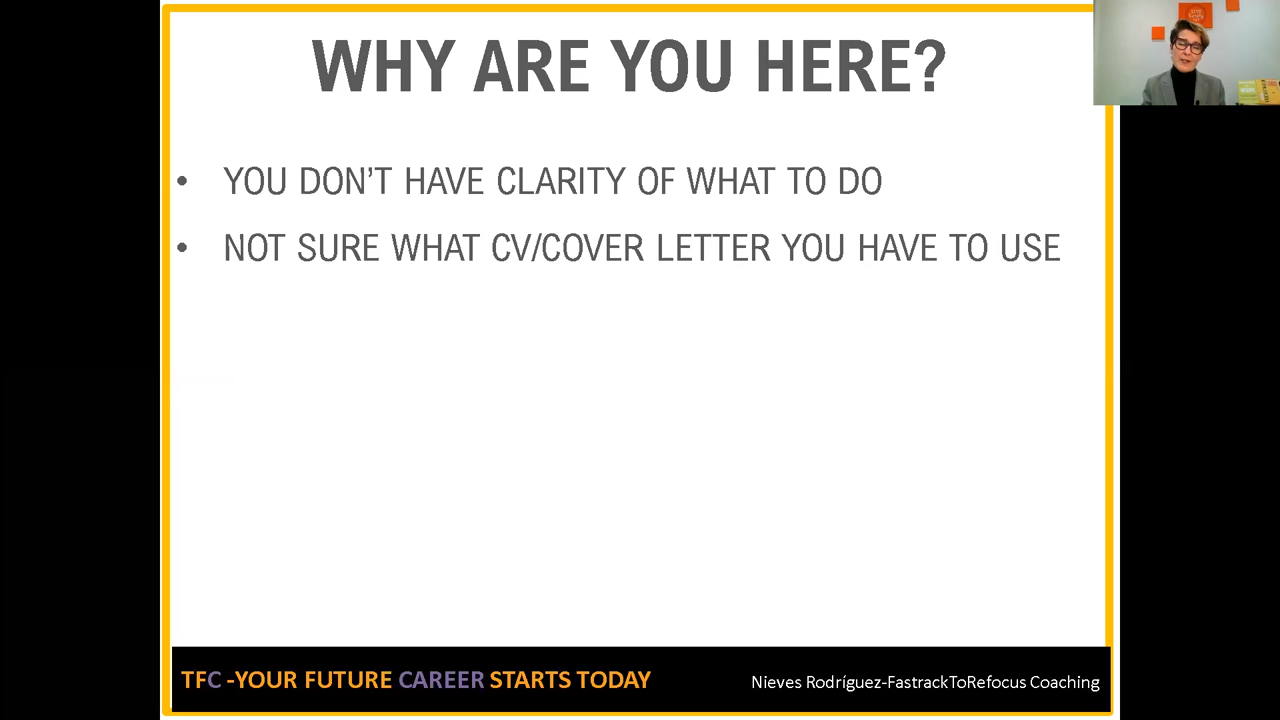 WHY ARE YOU HERE?
• YOU DON’T HAVE CLARITY OF WHAT TO DO
• NOT SURE WHAT CV/COVER LETTER YOU HAVE TO USE
TFC -YOUR FUTURE CAREER STARTS TODAY
Nieves Rodríguez-FastrackToRefocus Coaching